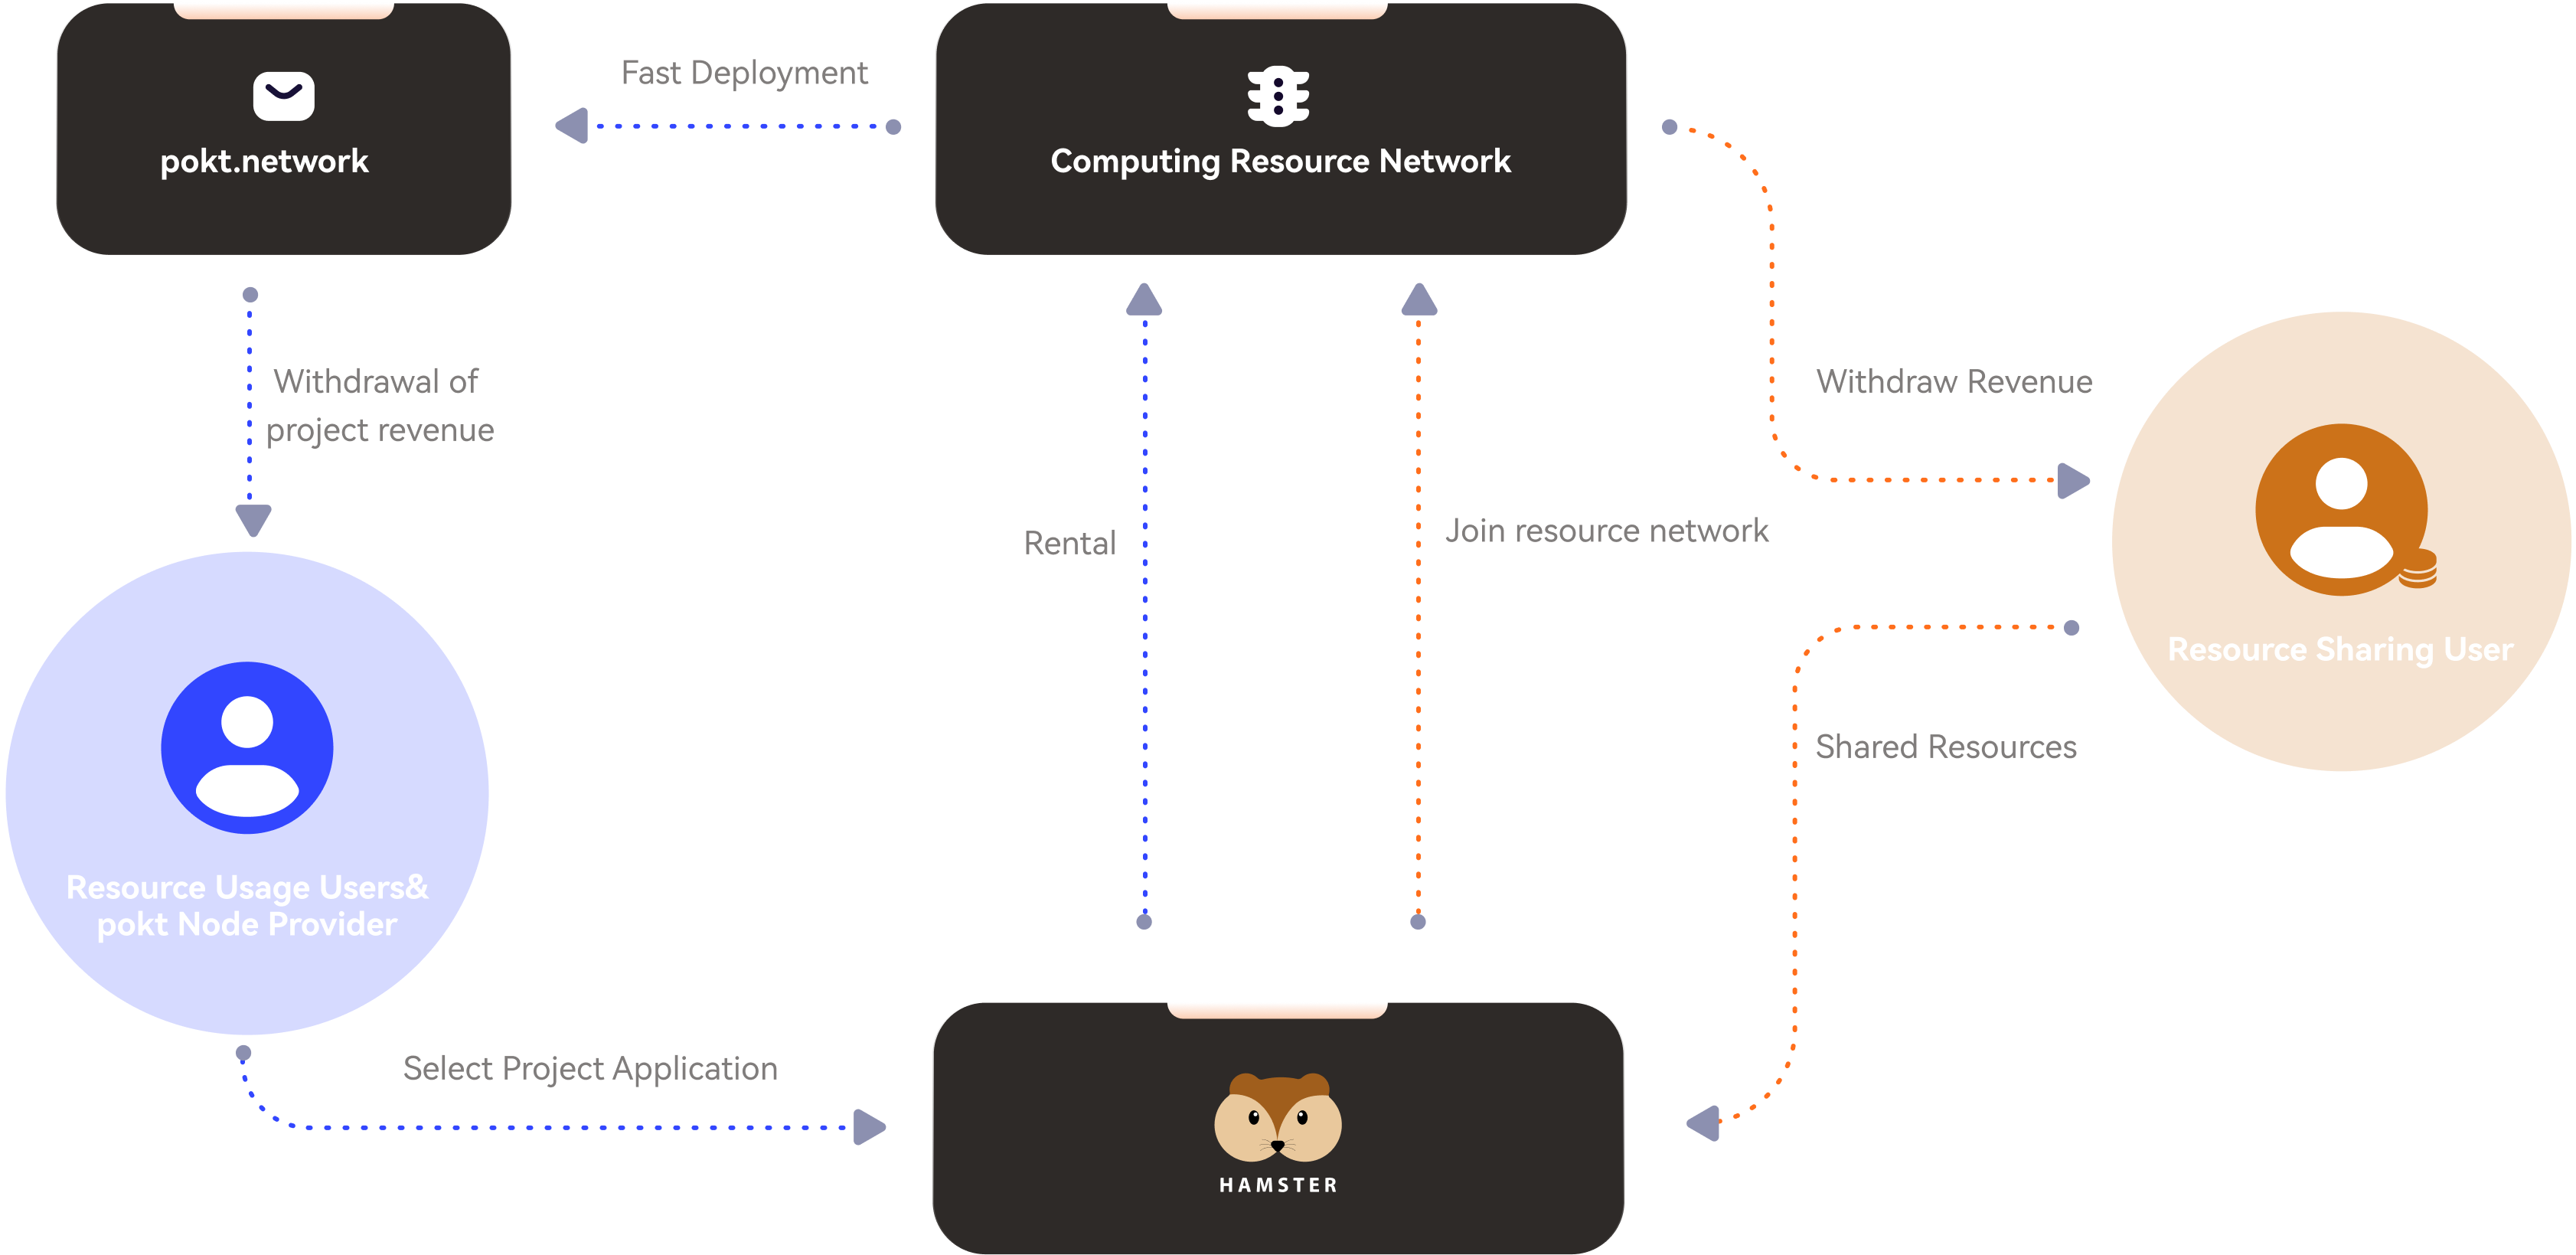 Fast Deployment
pokt.network
Computing Resource Network
Withdrawal of
project revenue
Withdraw Revenue
Rental
Join resource network
Resource Sharing User
Shared Resources
Resource Usage Users&
pokt Node Provider
Select Project Application
HAMSTER